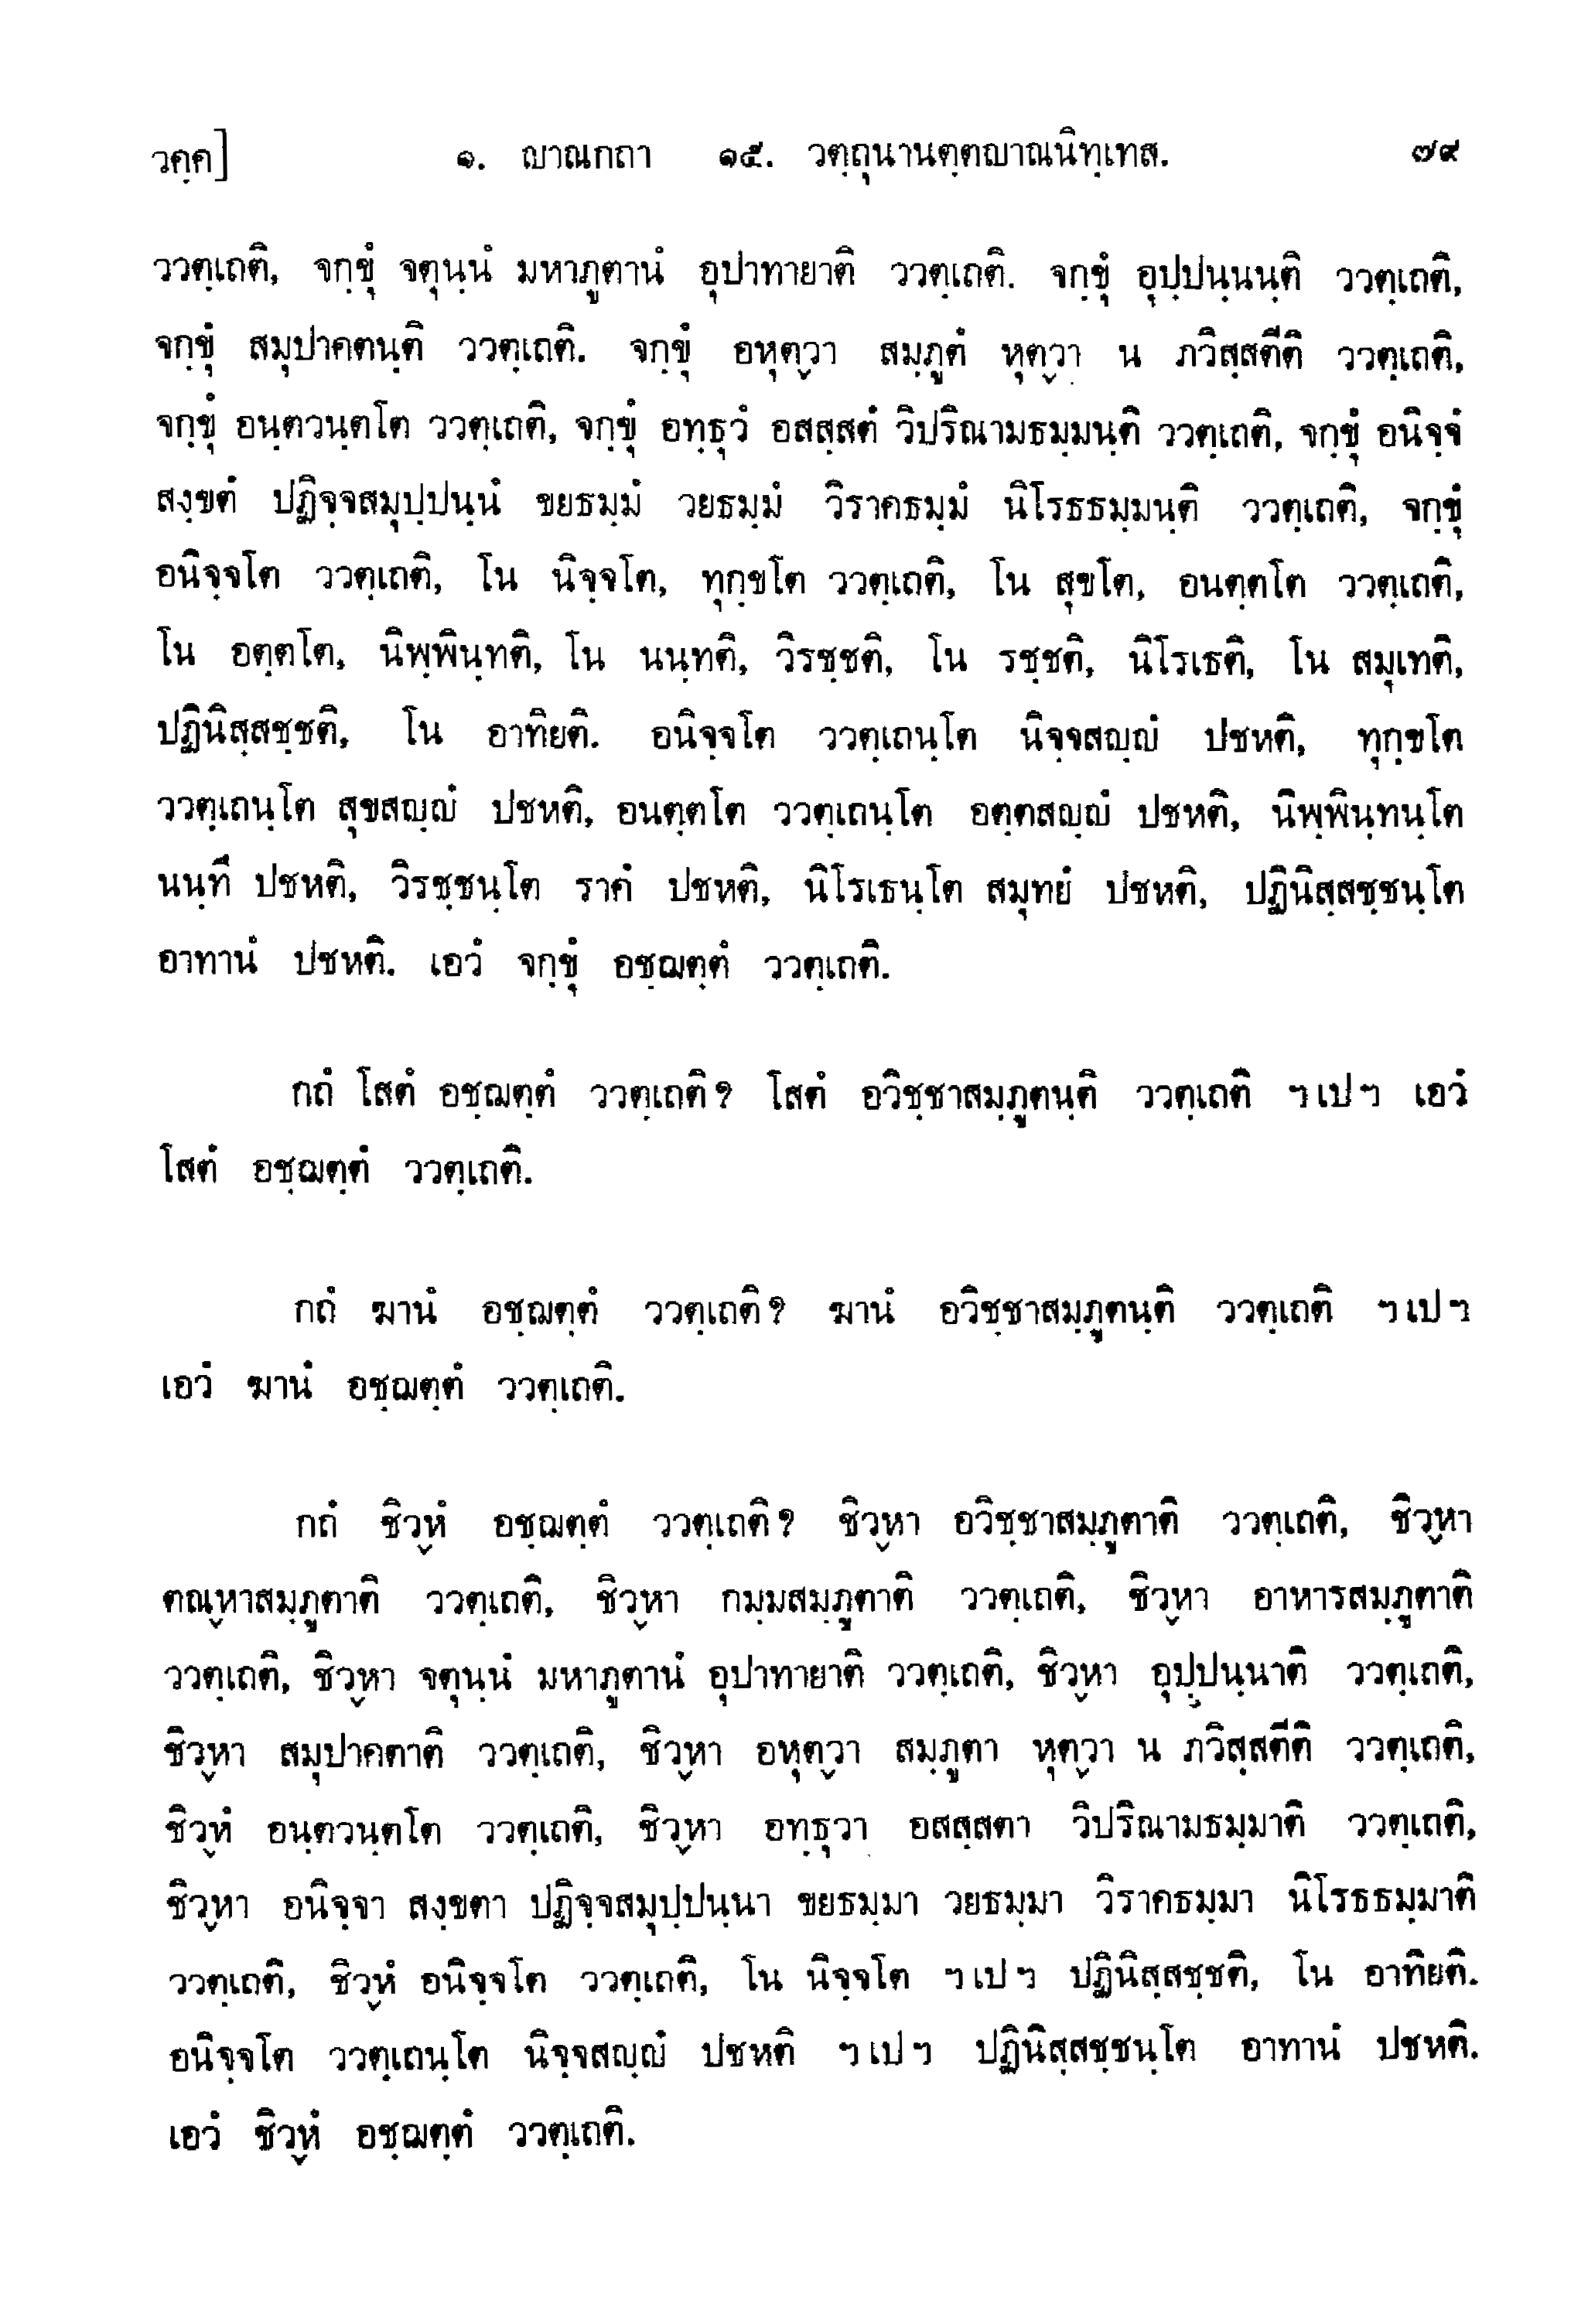 วคฺค]	๑. ญาณกถา ๑๕. วตฺถุนานตฺตญาณนิทฺเทส.	๗๙
ววตฺเถติ, จกฺขุํ จตุนฺนํ มหาภูตานํ อุปาทายาติ ววตฺเถติ. จกฺขุํ อุปฺปนฺนนฺติ ววตฺเถติ,
จกฺขุํ สมุปาคตนฺติ ววตฺเถติ. จกฺขุํ อหุตฺวา สมฺภูตํ หุตฺวา น ภวิสฺสตีติ ววตฺเถติ,
จกฺขุํ อนฺตวนฺตโต ววตฺเถติ, จกฺขุํ อทฺธุวํ อสสฺสตํ วิปริณามธมฺมนฺติ ววตฺเถติ, จกฺขุํ อนิจฺจํ
สงฺขตํ ปฏิจฺจสมุปฺปนฺนํ ขยธมฺมํ วยธมฺมํ วิราคธมฺมํ นิโรธธมฺมนฺติ ววตฺเถติ, จกฺขุํ
อนิจฺจโต ววตฺเถติ, โน นิจฺจโต, ทุกฺขโต ววตฺเถติ, โน สุขโต, อนตฺตโต ววตฺเถติ,
โน อตฺตโต, นิพฺพินฺทติ, โน นนฺทติ, วิรชฺชติ, โน รชฺชติ, นิโรเธติ, โน สมุเทติ,
ปฏินิสฺสชฺชติ, โน อาทิยติ. อนิจฺจโต ววตฺเถนฺโต นิจฺจสญฺญํ ปชหติ, ทุกฺขโต
ววตฺเถนฺโต สุขสญฺญํ ปชหติ, อนตฺตโต ววตฺเถนฺโต อตฺตสญฺญํ ปชหติ, นิพฺพินฺทนฺโต
นนฺทึ ปชหติ, วิรชฺชนฺโต ราคํ ปชหติ, นิโรเธนฺโต สมุทยํ ปชหติ, ปฏินิสฺสชฺชนฺโต
อาทานํ ปชหติ. เอวํ จกฺขุํ อชฺฌตฺตํ ววตฺเถติ.
กถํ โสตํ อชฺฌตฺตํ ววตฺเถติ? โสตํ อวิชฺชาสมฺภูตนฺติ ววตฺเถติ ฯ เป ฯ เอวํ
โสตํ อชฺฌตฺตํ ววตฺเถติ.
กถํ ฆานํ อชฺฌตฺตํ ววตฺเถติ? ฆานํ อวิชฺชาสมฺภูตนฺติ ววตฺเถติ ฯ เป ฯ
เอวํ ฆานํ อชฺฌตฺตํ ววตฺเถติ.
กถํ ชิวฺหํ อชฺฌตฺตํ ววตฺเถติ? ชิวฺหา อวิชฺชาสมฺภูตาติ ววตฺเถติ, ชิวฺหา
ตณฺหาสมฺภูตาติ ววตฺเถติ, ชิวฺหา กมฺมสมฺภูตาติ ววตฺเถติ, ชิวฺหา อาหารสมฺภูตาติ
ววตฺเถติ, ชิวฺหา จตุนฺนํ มหาภูตานํ อุปาทายาติ ววตฺเถติ, ชิวฺหา อุปฺปนฺนาติ ววตฺเถติ,
ชิวฺหา สมุปาคตาติ ววตฺเถติ, ชิวฺหา อหุตฺวา สมฺภูตา หุตฺวา น ภวิสฺสตีติ ววตฺเถติ,
ชิวฺหํ อนฺตวนฺตโต ววตฺเถติ, ชิวฺหา อทฺธุวา อสสฺสตา วิปริณามธมฺมาติ ววตฺเถติ,
ชิวฺหา อนิจฺจา สงฺขตา ปฏิจฺจสมุปฺปนฺนา ขยธมฺมา วยธมฺมา วิราคธมฺมา นิโรธธมฺมาติ
ววตฺเถติ, ชิวฺหํ อนิจฺจโต ววตฺเถติ, โน นิจฺจโต ฯ เป ฯ ปฏินิสฺสชฺชติ, โน อาทิยติ.
อนิจฺจโต ววตฺเถนฺโต นิจฺจสญฺญํ ปชหติ ฯ เป ฯ ปฏินิสฺสชฺชนฺโต อาทานํ ปชหติ.
เอวํ ชิวฺหํ อชฺฌตฺตํ ววตฺเถติ.